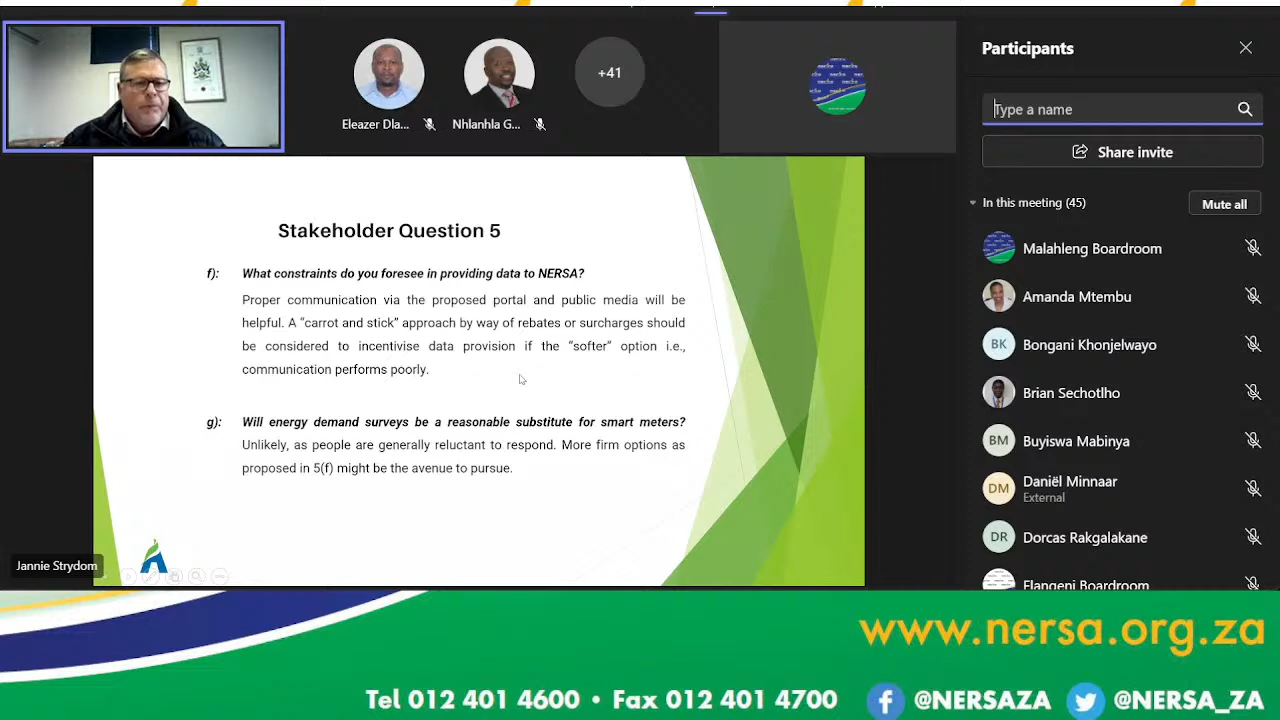 Eleazer Dla...
Nhlanhla G...
+41
Participants
Type a name
Share invite
In this meeting (45)
Mute all
Malahleng Boardroom
Amanda Mtembu
BK
Bongani Khonjelwayo
Brian Sechotlho
BM
Buyiswa Mabinya
DM
Daniël Minnaar
External
DR
Dorcas Rakgalakane
Elangeni Boardroom
Stakeholder Question 5
f): What constraints do you foresee in providing data to NERSA?
Proper communication via the proposed portal and public media will be
helpful. A “carrot and stick” approach by way of rebates or surcharges should
be considered to incentivise data provision if the “softer” option i.e.,
communication performs poorly.
g): Will energy demand surveys be a reasonable substitute for smart meters?
Unlikely, as people are generally reluctant to respond. More firm options as
proposed in 5(f) might be the avenue to pursue.
Jannie Strydom
www.nersa.org.za
Tel 012 401 4600 • Fax 012 401 4700
@NERSAZA
@NERSA_ZA